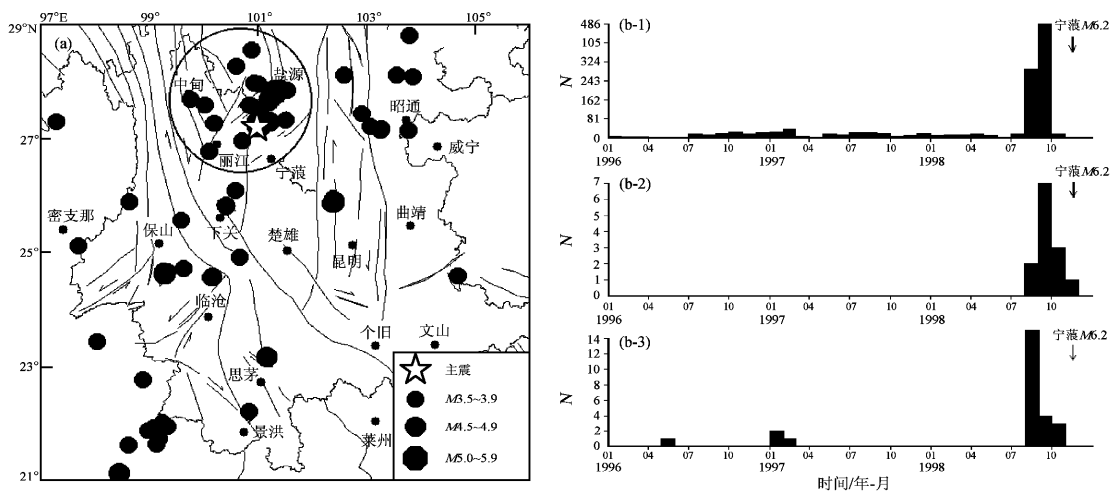 97°E 99° 101° 103° 105°
29°N
27°
25°
23°
21°
(a)
中甸
盐源
昭通
威宁
丽江
宁蒗
密支那
保山
下关
楚雄
昆明
曲靖
临沧
个旧
文山
思茅
景洪
莱州
主震
M3.5~3.9
M4.5~4.9
M5.0~5.9
(b-1)
宁蒗M6.2
N
486
105
324
243
162
81
0
01 04 07 10 01 04 07 10 01 04 07 10
1996 1997 1998
(b-2)
宁蒗M6.2
N
7
6
5
4
3
2
1
0
01 04 07 10 01 04 07 10 01 04 07 10
1996 1997 1998
(b-3)
宁蒗M6.2
N
14
12
10
8
6
4
2
0
01 04 07 10 01 04 07 10 01 04 07 10
1996 1997 1998
时间/年-月